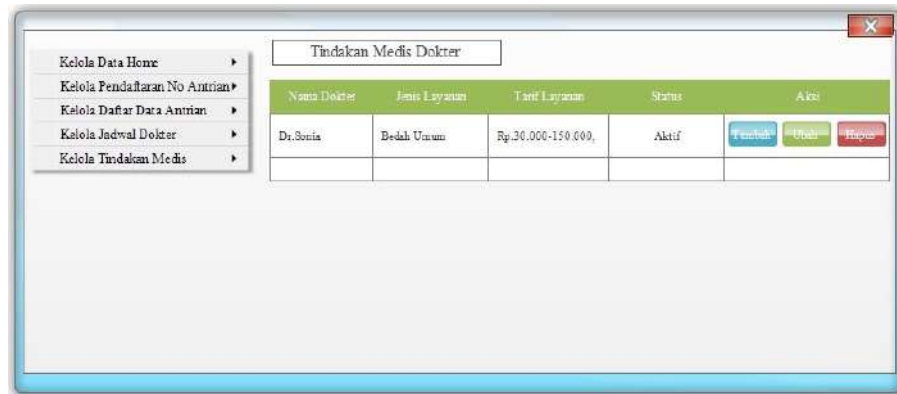 Tindakan Medis Dokter
Kelola Data Home
Kelola Pendaftaran No Antrian
Kelola Daftar Data Antrian
Kelola Jadwal Dokter
Kelola Tindakan Medis
Nama Dokter Jenis Layanan Tarif Layanan Status Aksi
Dr.Sonia Bedah Umum Rp.30.000-150.000, Aktif Tambah Ubah Hapus